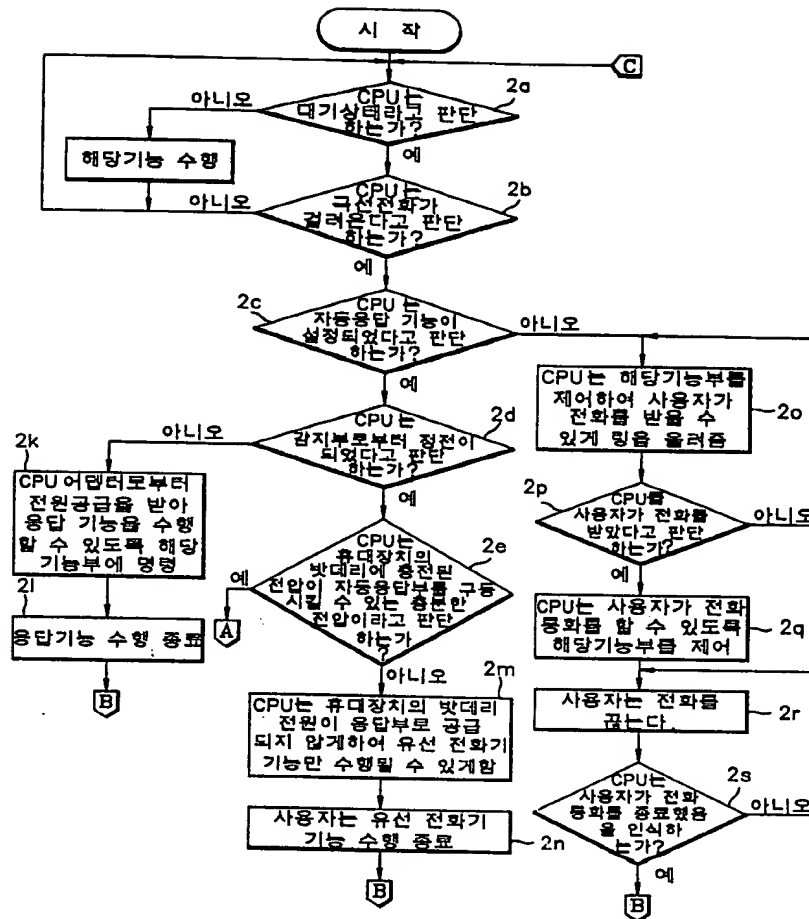 시 작
C
CPU는
대기상태라고 판단
하는가?
2a
아니오
예
해당기능 수행
CPU는
국선전화가
걸려온다고 판단
하는가?
2b
아니오
예
CPU는
자동응답 기능이
설정되었다고 판단
하는가?
2c
아니오
예
CPU는
감지부로부터 정전이
되었다고 판단
하는가?
2d
아니오
예
2k
CPU 어댑터로부터
전원공급을 받아
응답 기능을 수행
할 수 있도록 해당
기능부에 명령
2l
응답기능 수행 종료
B
CPU는
휴대장치의
밧데리에 충전된
전압이 자동응답부를 구동
시킬 수 있는 충분한
전압이라고 판단
하는가
?
2e
예
A
아니오
2m
CPU는 휴대장치의 밧데리
전원이 응답부로 공급
되지 않게하여 유선 전화기
기능만 수행될 수 있게함
사용자는 유선 전화기
기능 수행 종료
2n
B
CPU는 해당기능부를
제어하여 사용자가
전화를 받을 수
있게 링을 울려줌
2o
2p
CPU를
사용자가 전화를
받았다고 판단
하는가?
아니오
예
CPU는 사용자가 전화
통화를 할 수 있도록
해당기능부를 제어
2q
사용자는 전화를
끊는다
2r
CPU는
사용자가 전화
통화를 종료했음
을 인식하
는가?
2s
아니오
예
B